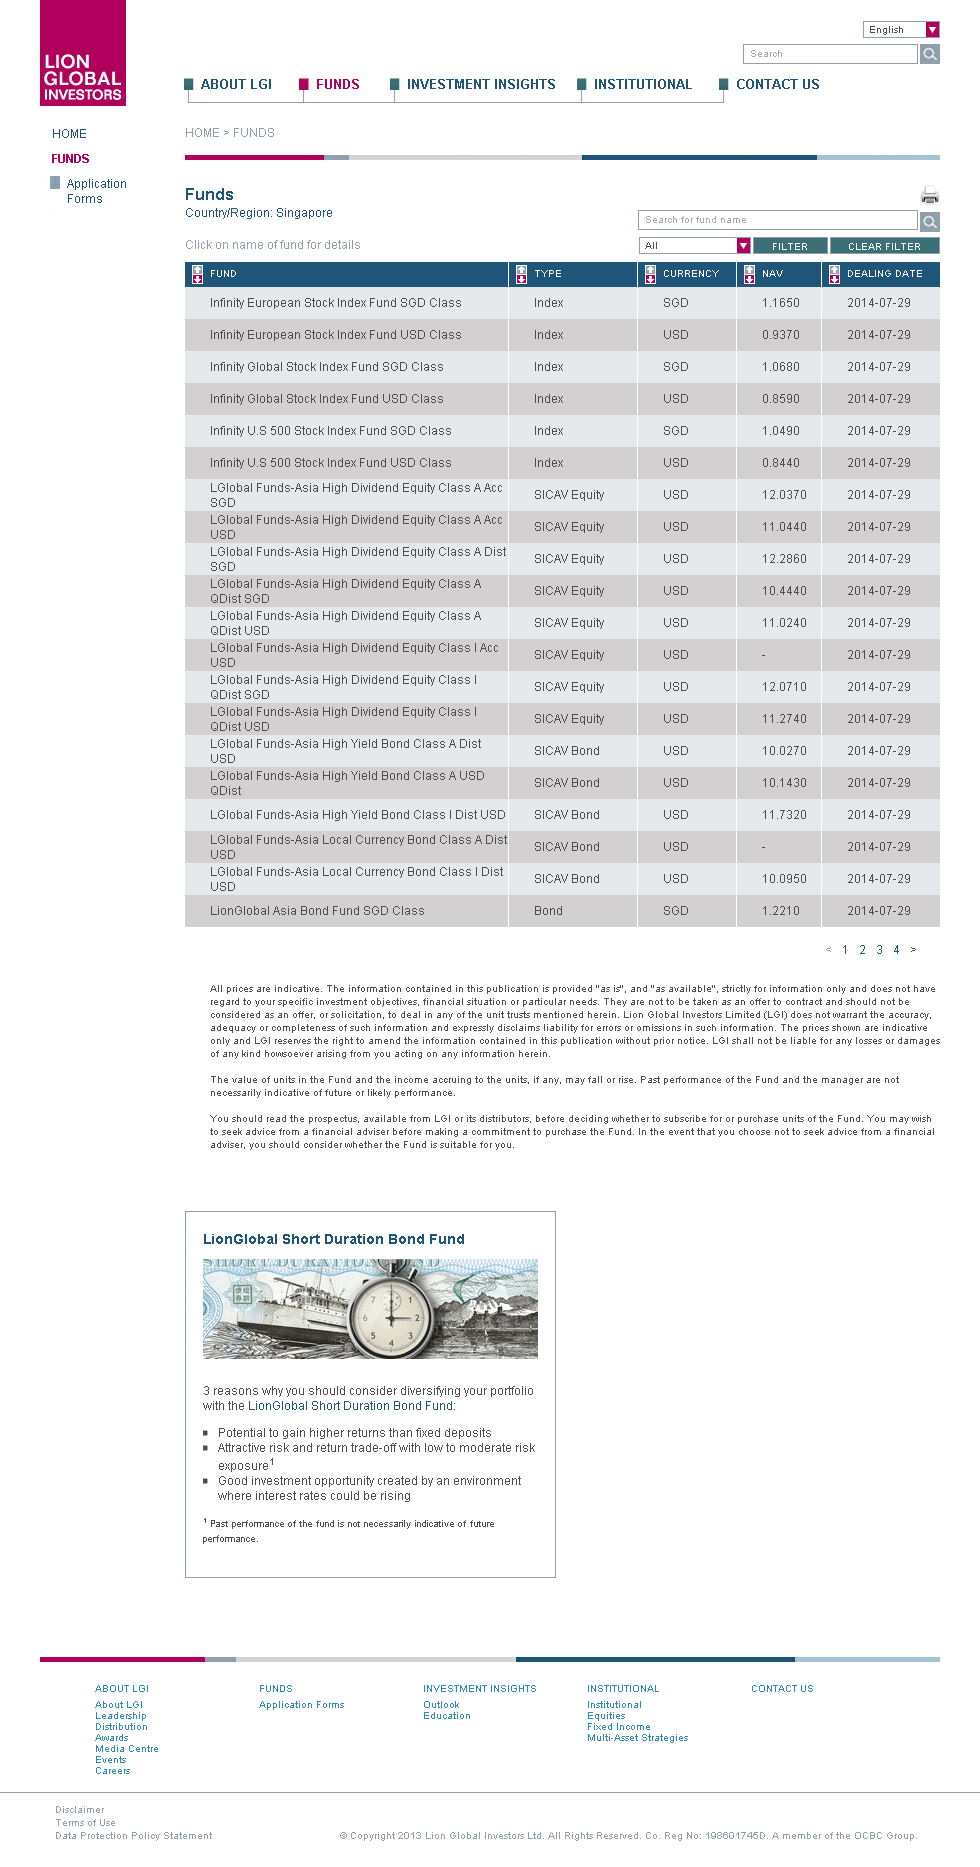 LION
GLOBAL
INVESTORS
English
Search
ABOUT LGI FUNDS INVESTMENT INSIGHTS INSTITUTIONAL CONTACT US
HOME
FUNDS
Application
Forms
HOME > FUNDS
Funds
Country/Region: Singapore
Search for fund name
Click on name of fund for details
All FILTER CLEAR FILTER
FUND TYPE CURRENCY NAV DEALING DATE
Infinity European Stock Index Fund SGD Class Index SGD 1.1650 2014-07-29
Infinity European Stock Index Fund USD Class Index USD 0.9370 2014-07-29
Infinity Global Stock Index Fund SGD Class Index SGD 1.0680 2014-07-29
Infinity Global Stock Index Fund USD Class Index USD 0.8590 2014-07-29
Infinity U.S 500 Stock Index Fund SGD Class Index SGD 1.0490 2014-07-29
Infinity U.S 500 Stock Index Fund USD Class Index USD 0.8440 2014-07-29
LGlobal Funds-Asia High Dividend Equity Class A Acc
SGD SICAV Equity USD 12.0370 2014-07-29
LGlobal Funds-Asia High Dividend Equity Class A Acc
USD SICAV Equity USD 11.0440 2014-07-29
LGlobal Funds-Asia High Dividend Equity Class A Dist
SGD SICAV Equity USD 12.2860 2014-07-29
LGlobal Funds-Asia High Dividend Equity Class A
QDist SGD SICAV Equity USD 10.4440 2014-07-29
LGlobal Funds-Asia High Dividend Equity Class A
QDist USD SICAV Equity USD 11.0240 2014-07-29
LGlobal Funds-Asia High Dividend Equity Class I Acc
USD SICAV Equity USD - 2014-07-29
LGlobal Funds-Asia High Dividend Equity Class I
QDist SGD SICAV Equity USD 12.0710 2014-07-29
LGlobal Funds-Asia High Dividend Equity Class I
QDist USD SICAV Equity USD 11.2740 2014-07-29
LGlobal Funds-Asia High Yield Bond Class A Dist
USD SICAV Bond USD 10.0270 2014-07-29
LGlobal Funds-Asia High Yield Bond Class A USD
QDist SICAV Bond USD 10.1430 2014-07-29
LGlobal Funds-Asia High Yield Bond Class I Dist USD SICAV Bond USD 11.7320 2014-07-29
LGlobal Funds-Asia Local Currency Bond Class A Dist
USD SICAV Bond USD - 2014-07-29
LGlobal Funds-Asia Local Currency Bond Class I Dist
USD SICAV Bond USD 10.0950 2014-07-29
LionGlobal Asia Bond Fund SGD Class Bond SGD 1.2210 2014-07-29
< 1 2 3 4 >
All prices are indicative. The information contained in this publication is provided "as is", and "as available", strictly for information only and does not have
regard to your specific investment objectives, financial situation or particular needs. They are not to be taken as an offer to contract and should not be
considered as an offer, or solicitation, to deal in any of the unit trusts mentioned herein. Lion Global Investors Limited (LGI) does not warrant the accuracy,
adequacy or completeness of such information and expressly disclaims liability for errors or omissions in such information. The prices shown are indicative
only and LGI reserves the right to amend the information contained in this publication without prior notice. LGI shall not be liable for any losses or damages
of any kind howsoever arising from you acting on any information herein.
The value of units in the Fund and the income accruing to the units, if any, may fall or rise. Past performance of the Fund and the manager are not
necessarily indicative of future or likely performance.
You should read the prospectus, available from LGI or its distributors, before deciding whether to subscribe for or purchase units of the Fund. You may wish
to seek advice from a financial adviser before making a commitment to purchase the Fund. In the event that you choose not to seek advice from a financial
adviser, you should consider whether the Fund is suitable for you.
LionGlobal Short Duration Bond Fund
SHORT DURATION BOND FUND
7 5 4 3 2
6
3 reasons why you should consider diversifying your portfolio
with the LionGlobal Short Duration Bond Fund:
Potential to gain higher returns than fixed deposits
Attractive risk and return trade-off with low to moderate risk
exposure1
Good investment opportunity created by an environment
where interest rates could be rising
1 Past performance of the fund is not necessarily indicative of future
performance.
ABOUT LGI FUNDS INVESTMENT INSIGHTS INSTITUTIONAL CONTACT US
About LGI Application Forms Outlook Institutional
Leadership Education Equities
Distribution Fixed Income
Awards Multi-Asset Strategies
Media Centre
Events
Careers
Disclaimer
Terms of Use
Data Protection Policy Statement © Copyright 2013 Lion Global Investors Ltd. All Rights Reserved. Co. Reg No: 198601745D. A member of the OCBC Group.